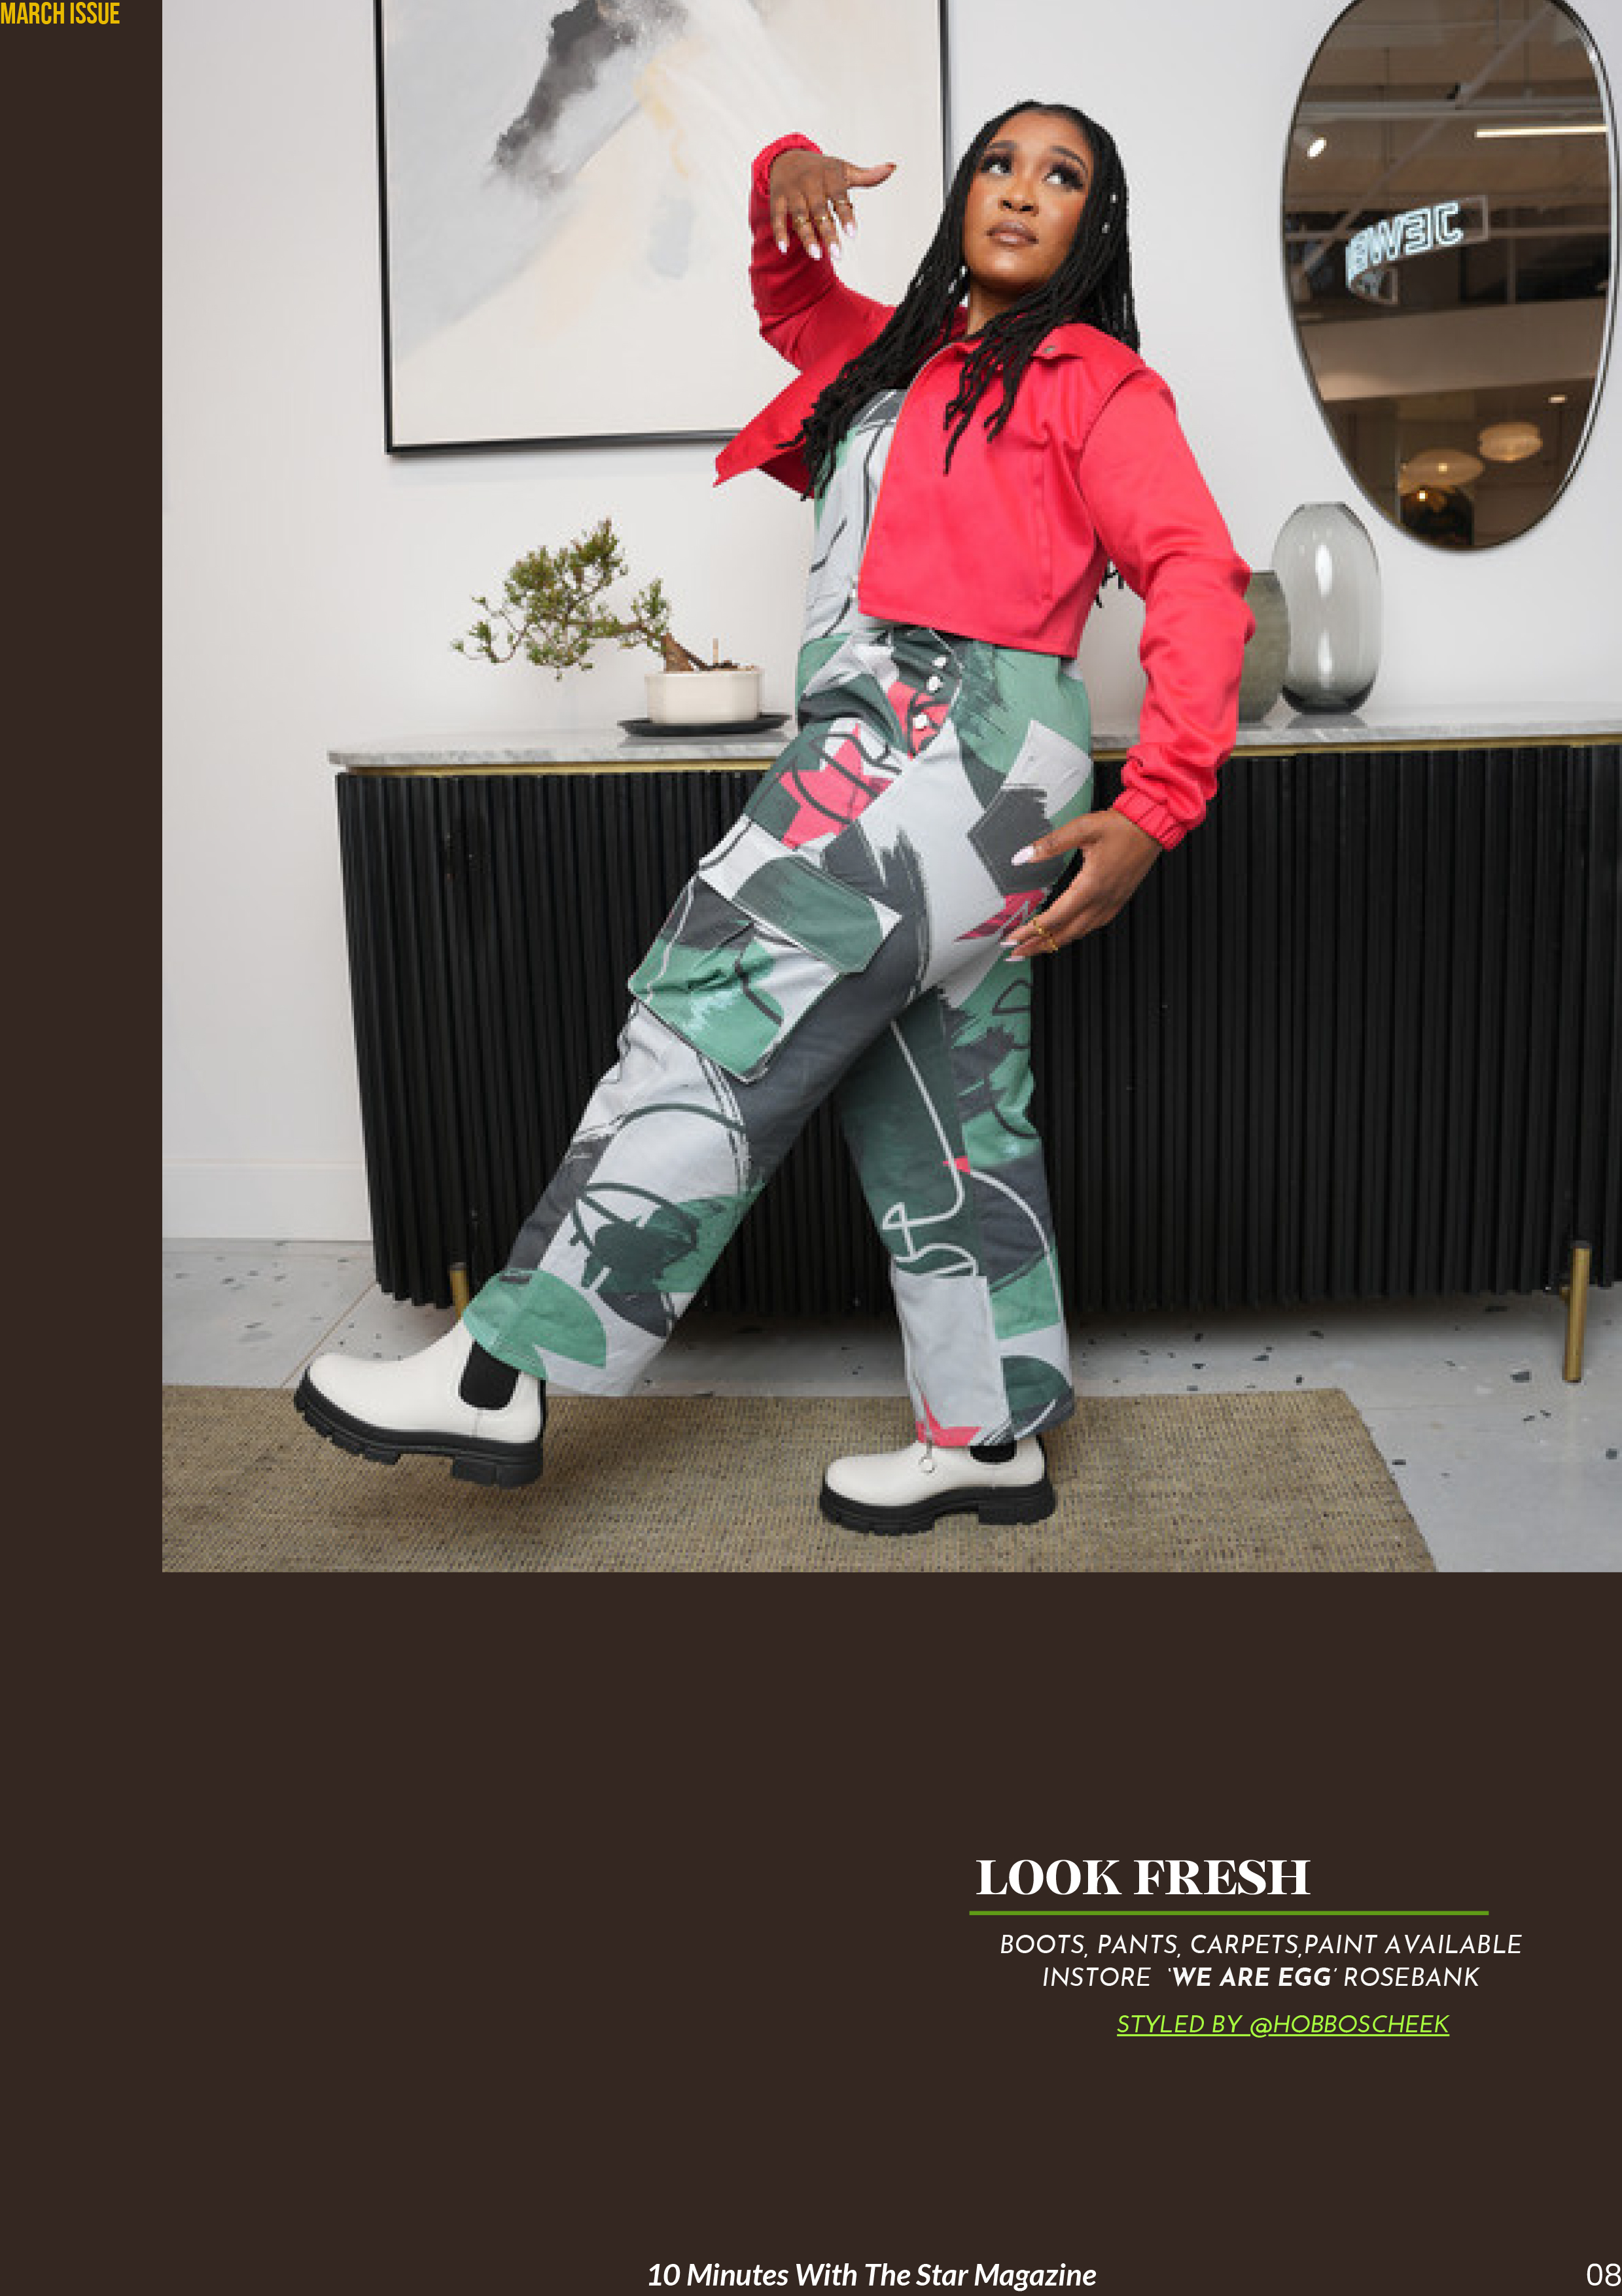 MARCH ISSUE
LOOK FRESH
BOOTS, PANTS, CARPETS,PAINT AVAILABLE
INSTORE 'WE ARE EGG' ROSEBANK
STYLED BY @HOBBOSCHEEK
10 Minutes With The Star Magazine
08